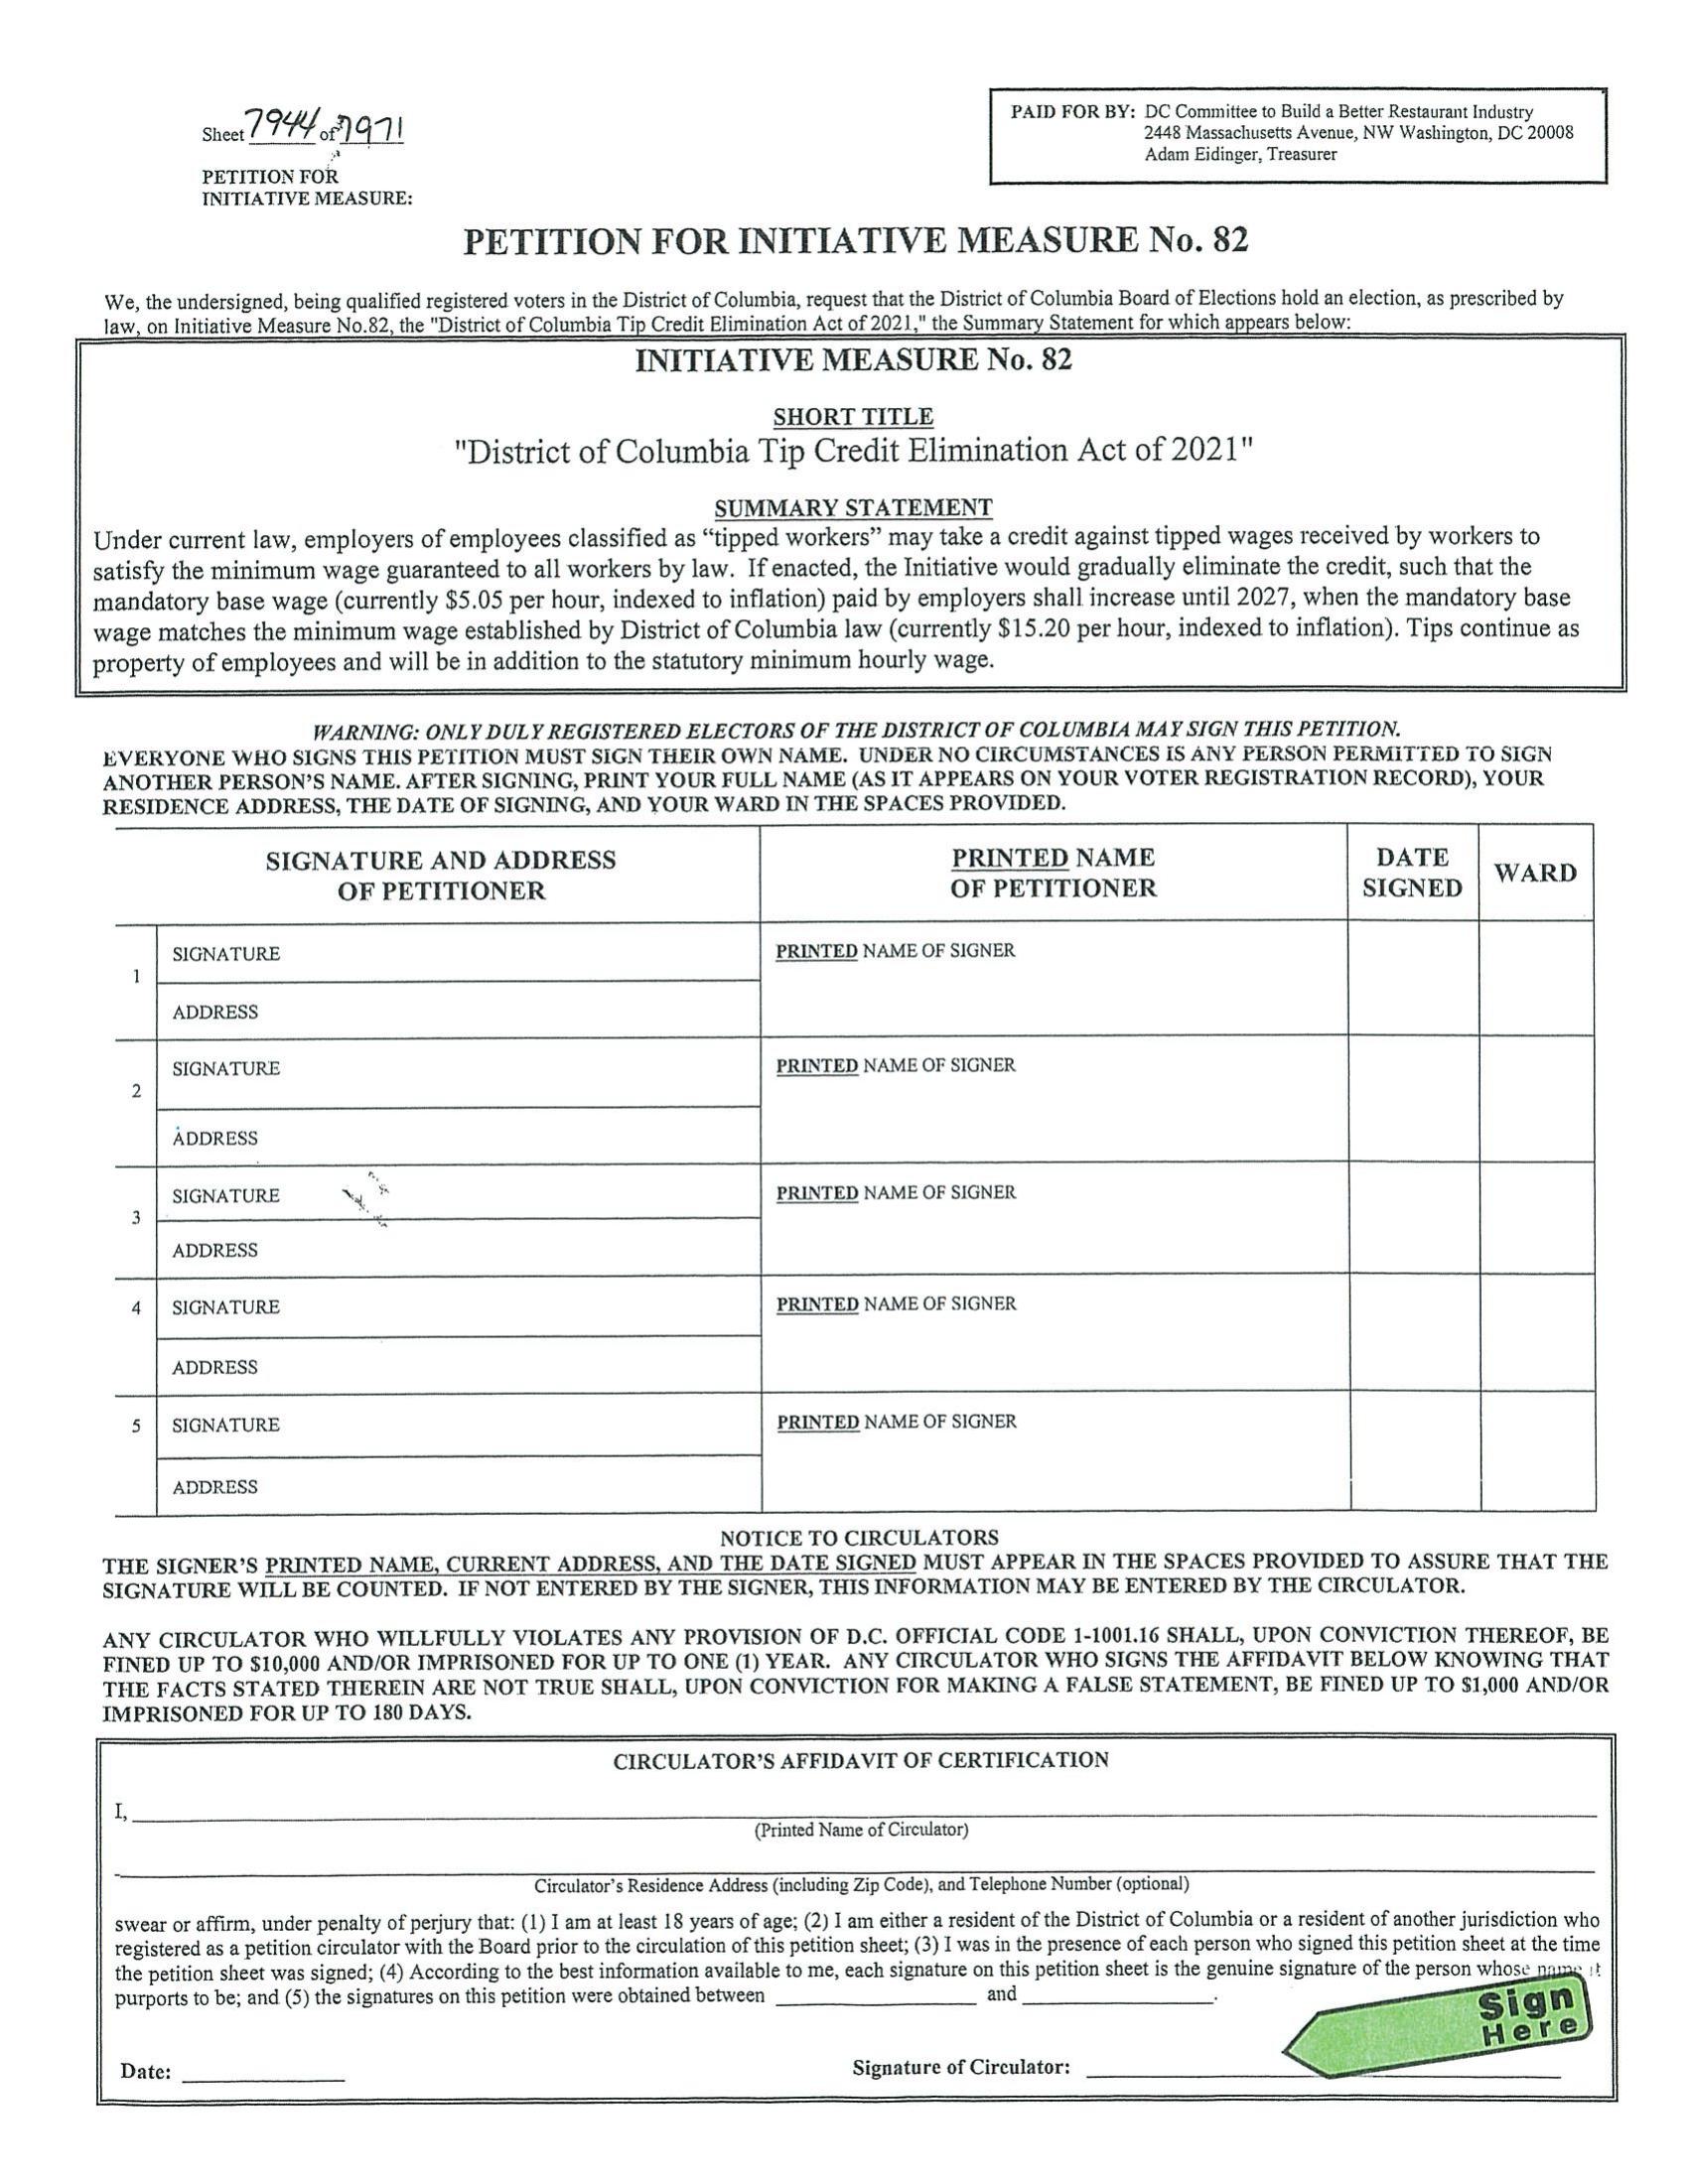 Sheet 7944 of 7971
PAID FOR BY: DC Committee to Build a Better Restaurant Industry
2448 Massachusetts Avenue, NW Washington, DC 20008
Adam Eidinger, Treasurer
PETITION FOR
INITIATIVE MEASURE:
PETITION FOR INITIATIVE MEASURE No. 82
We, the undersigned, being qualified registered voters in the District of Columbia, request that the District of Columbia Board of Elections hold an election, as prescribed by
law, on Initiative Measure No.82, the "District of Columbia Tip Credit Elimination Act of 2021," the Summary Statement for which appears below:
INITIATIVE MEASURE No. 82
SHORT TITLE
"District of Columbia Tip Credit Elimination Act of 2021"
SUMMARY STATEMENT
Under current law, employers of employees classified as “tipped workers” may take a credit against tipped wages received by workers to
satisfy the minimum wage guaranteed to all workers by law. If enacted, the Initiative would gradually eliminate the credit, such that the
mandatory base wage (currently $5.05 per hour, indexed to inflation) paid by employers shall increase until 2027, when the mandatory base
wage matches the minimum wage established by District of Columbia law (currently $15.20 per hour, indexed to inflation). Tips continue as
property of employees and will be in addition to the statutory minimum hourly wage.
WARNING: ONLY DULY REGISTERED ELECTORS OF THE DISTRICT OF COLUMBIA MAY SIGN THIS PETITION.
EVERYONE WHO SIGNS THIS PETITION MUST SIGN THEIR OWN NAME. UNDER NO CIRCUMSTANCES IS ANY PERSON PERMITTED TO SIGN
ANOTHER PERSON’S NAME. AFTER SIGNING, PRINT YOUR FULL NAME (AS IT APPEARS ON YOUR VOTER REGISTRATION RECORD), YOUR
RESIDENCE ADDRESS, THE DATE OF SIGNING, AND YOUR WARD IN THE SPACES PROVIDED.
SIGNATURE AND ADDRESS
OF PETITIONER
PRINTED NAME
OF PETITIONER
DATE
SIGNED
WARD
1
SIGNATURE
PRINTED NAME OF SIGNER
ADDRESS
2
SIGNATURE
PRINTED NAME OF SIGNER
ADDRESS
3
SIGNATURE
PRINTED NAME OF SIGNER
ADDRESS
4
SIGNATURE
PRINTED NAME OF SIGNER
ADDRESS
5
SIGNATURE
PRINTED NAME OF SIGNER
ADDRESS
NOTICE TO CIRCULATORS
THE SIGNER’S PRINTED NAME, CURRENT ADDRESS, AND THE DATE SIGNED MUST APPEAR IN THE SPACES PROVIDED TO ASSURE THAT THE
SIGNATURE WILL BE COUNTED. IF NOT ENTERED BY THE SIGNER, THIS INFORMATION MAY BE ENTERED BY THE CIRCULATOR.
ANY CIRCULATOR WHO WILLFULLY VIOLATES ANY PROVISION OF D.C. OFFICIAL CODE 1-1001.16 SHALL, UPON CONVICTION THEREOF, BE
FINED UP TO $10,000 AND/OR IMPRISONED FOR UP TO ONE (1) YEAR. ANY CIRCULATOR WHO SIGNS THE AFFIDAVIT BELOW KNOWING THAT
THE FACTS STATED THEREIN ARE NOT TRUE SHALL, UPON CONVICTION FOR MAKING A FALSE STATEMENT, BE FINED UP TO $1,000 AND/OR
IMPRISONED FOR UP TO 180 DAYS.
CIRCULATOR’S AFFIDAVIT OF CERTIFICATION
I,
(Printed Name of Circulator)
Circulator’s Residence Address (including Zip Code), and Telephone Number (optional)
swear or affirm, under penalty of perjury that: (1) I am at least 18 years of age; (2) I am either a resident of the District of Columbia or a resident of another jurisdiction who
registered as a petition circulator with the Board prior to the circulation of this petition sheet; (3) I was in the presence of each person who signed this petition sheet at the time
the petition sheet was signed; (4) According to the best information available to me, each signature on this petition sheet is the genuine signature of the person whose name it
purports to be; and (5) the signatures on this petition were obtained between and .
Sign
Here
Date:
Signature of Circulator: